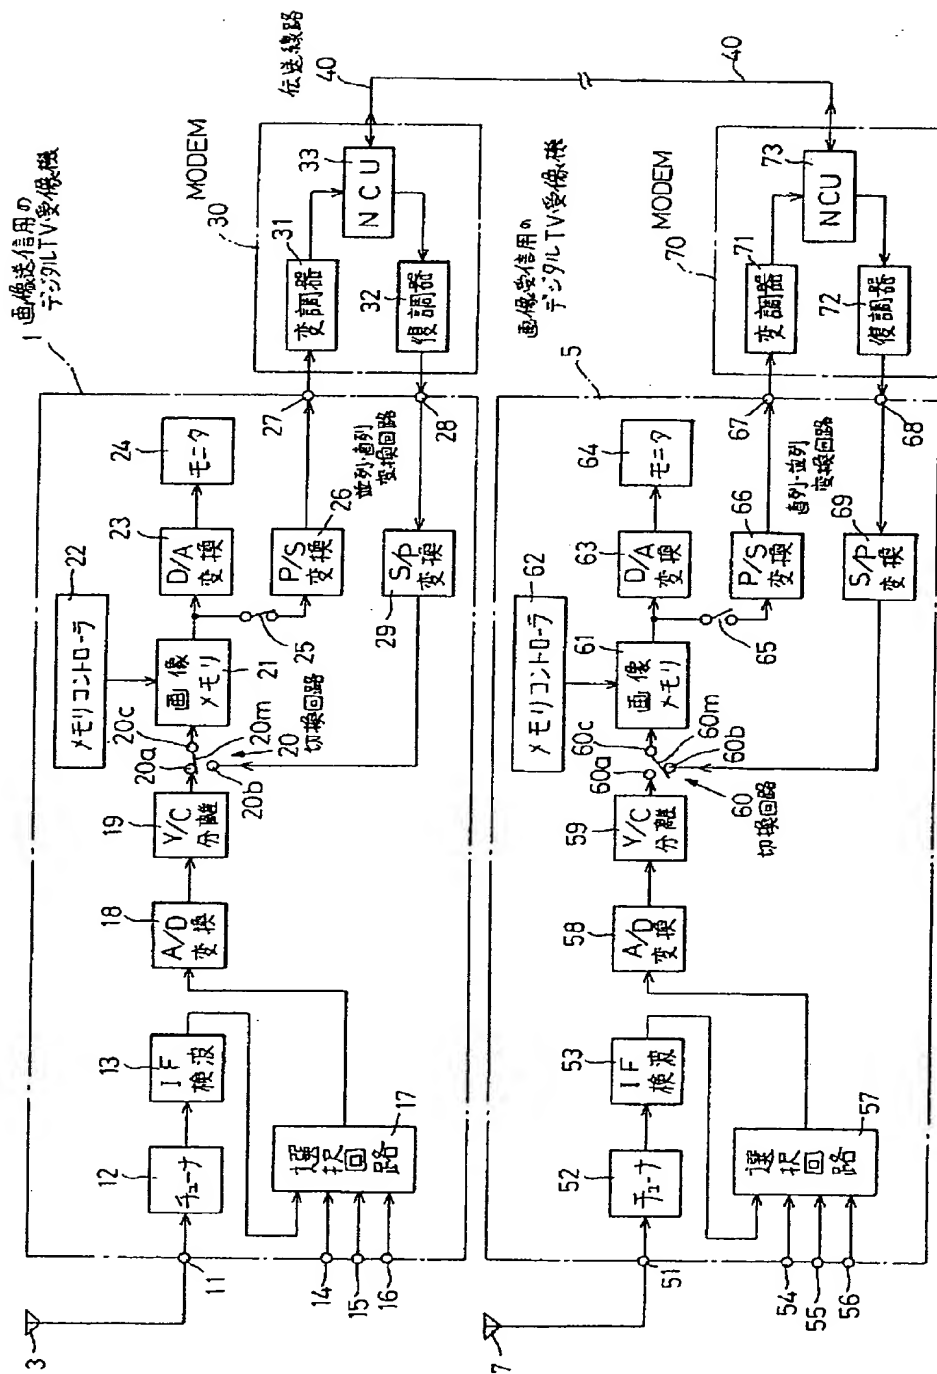 1 画像送信用の
デジタルTV受像機
3
11
12
チューナ
13
IF
検波
14
15
16
17
選択
回路
18
A/D
変換
19
Y/C
分離
20a
20c
20m
20
切換回路
20b
22
メモリコントローラ
画像
メモリ
21
23
D/A
変換
24
モニタ
25
P/S
変換
26
並列・直列
変換回路
27
28
S/P
変換
29
MODEM
30
31
変調器
33
NCU
32
復調器
伝送線路
40
40
画像受信用の
デジタルTV受像機
5
7
51
52
チューナ
53
IF
検波
54
55
56
57
選択
回路
58
A/D
変換
59
Y/C
分離
60a
60c
60m
60b
60
切換回路
62
メモリコントローラ
61
画像
メモリ
63
D/A
変換
64
モニタ
65
66
P/S
変換
直列・並列
変換回路
67
68
69
S/P
変換
MODEM
70
71
変調器
73
NCU
72
復調器